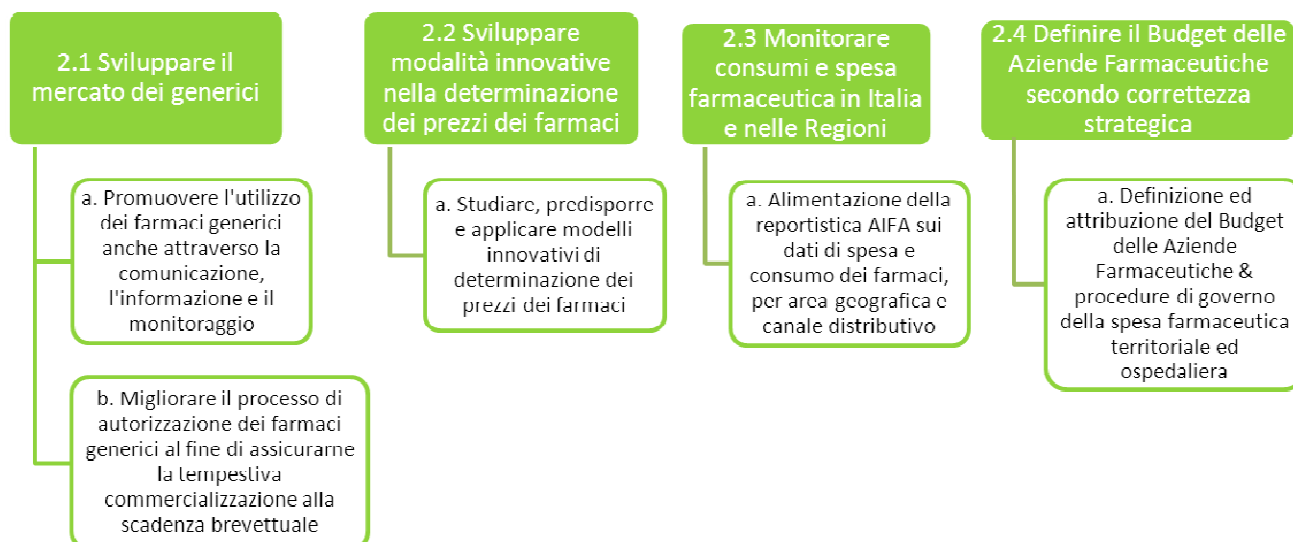 2.1 Sviluppare il
mercato dei generici
a. Promuovere l'utilizzo
dei farmaci generici
anche attraverso la
comunicazione,
l'informazione e il
monitoraggio
b. Migliorare il processo di
autorizzazione dei farmaci
generici al fine di assicurarne
la tempestiva
commercializzazione alla
scadenza brevettuale
2.2 Sviluppare
modalità innovative
nella determinazione
dei prezzi dei farmaci
a. Studiare, predisporre
e applicare modelli
innovativi di
determinazione dei
prezzi dei farmaci
2.3 Monitorare
consumi e spesa
farmaceutica in Italia
e nelle Regioni
a. Alimentazione della
reportistica AIFA sui
dati di spesa e
consumo dei farmaci,
per area geografica e
canale distributivo
2.4 Definire il Budget delle
Aziende Farmaceutiche
secondo correttezza
strategica
a. Definizione ed
attribuzione del Budget
delle Aziende
Farmaceutiche &
procedure di governo
della spesa farmaceutica
territoriale ed
ospedaliera